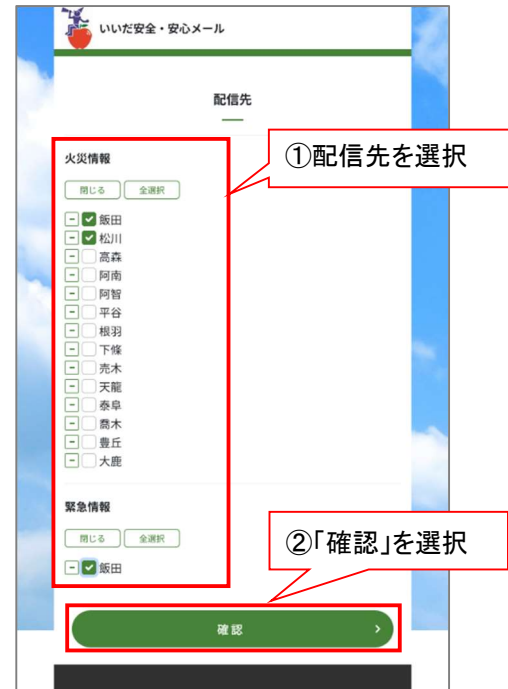 いいだ安全・安心メール
配信先
火災情報
①配信先を選択
閉じる 全選択
飯田
松川
高森
阿南
阿智
平谷
根羽
下條
売木
天龍
泰阜
喬木
豊丘
大鹿
緊急情報
閉じる 全選択
②「確認」を選択
飯田
確認